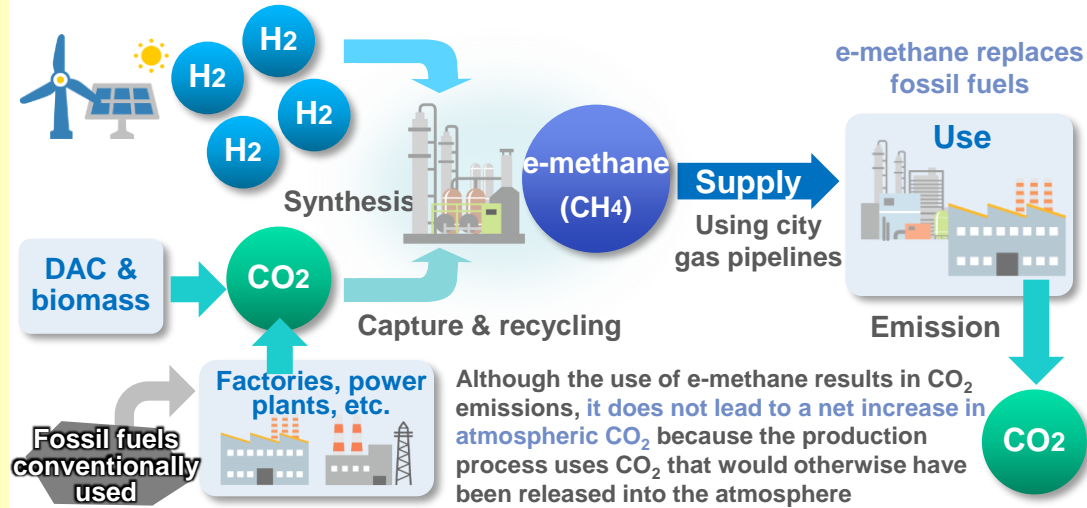 H2
H2
H2
H2
Synthesis
e-methane
(CH4)
Supply
Using city
gas pipelines
e-methane replaces
fossil fuels
Use
DAC &
biomass
CO2
Capture & recycling
Emission
Factories, power
plants, etc.
Fossil fuels
conventionally
used
Although the use of e-methane results in CO₂
emissions, it does not lead to a net increase in
atmospheric CO₂ because the production
process uses CO₂ that would otherwise have
been released into the atmosphere
CO2